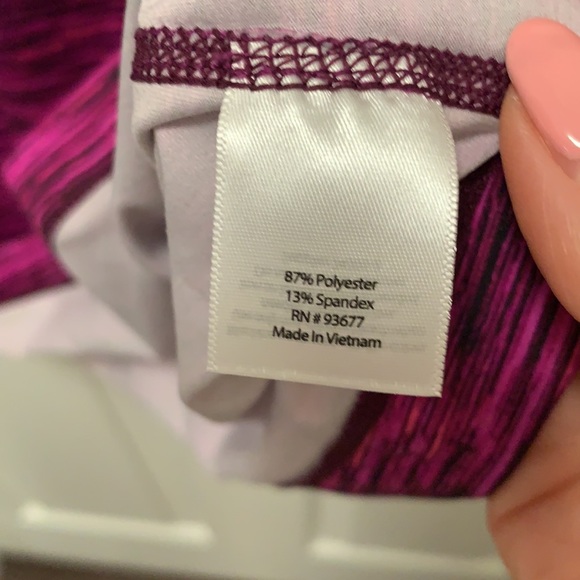 87% Polyester
13% Spandex
RN # 93677
Made In Vietnam